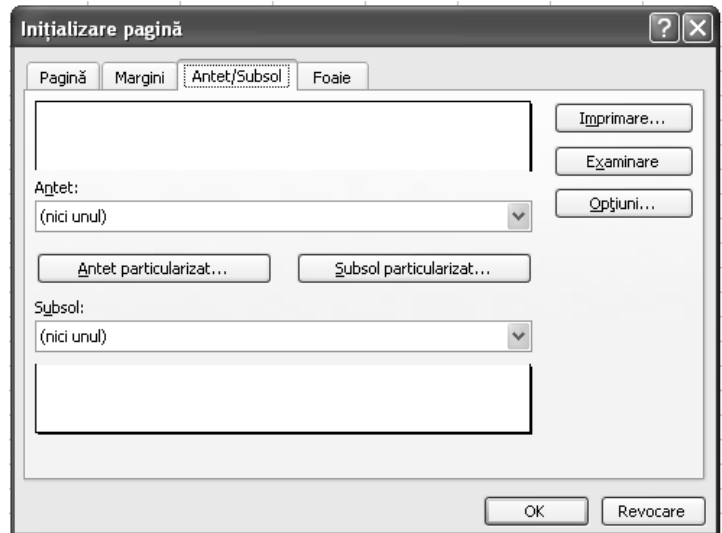 Inițializare pagină
Pagină Margini Antet/Subsol Foaie
Imprimare...
Examinare
Opțiuni...
Antet:
(nici unul)
Antet particularizat... Subsol particularizat...
Subsol:
(nici unul)
OK Revocare